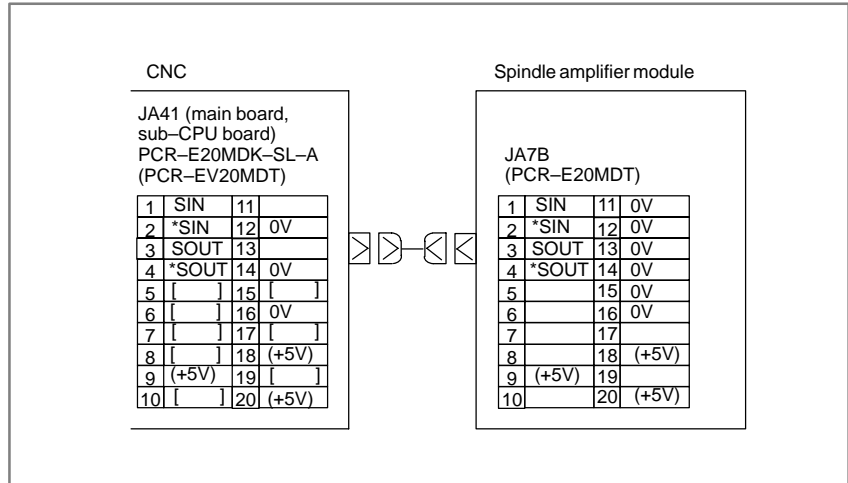 CNC
Spindle amplifier module
JA41 (main board,
sub–CPU board)
PCR–E20MDK–SL–A
(PCR–EV20MDT)
JA7B
(PCR–E20MDT)
1 SIN 11
2 *SIN 12 0V
3 SOUT 13
4 *SOUT 14 0V
5 [ ] 15 [ ]
6 [ ] 16 0V
7 [ ] 17 [ ]
8 [ ] 18 (+5V)
9 (+5V) 19 [ ]
10 [ ] 20 (+5V)
1 SIN 11 0V
2 *SIN 12 0V
3 SOUT 13 0V
4 *SOUT 14 0V
5 15 0V
6 16 0V
7 17
8 18 (+5V)
9 (+5V) 19
10 20 (+5V)